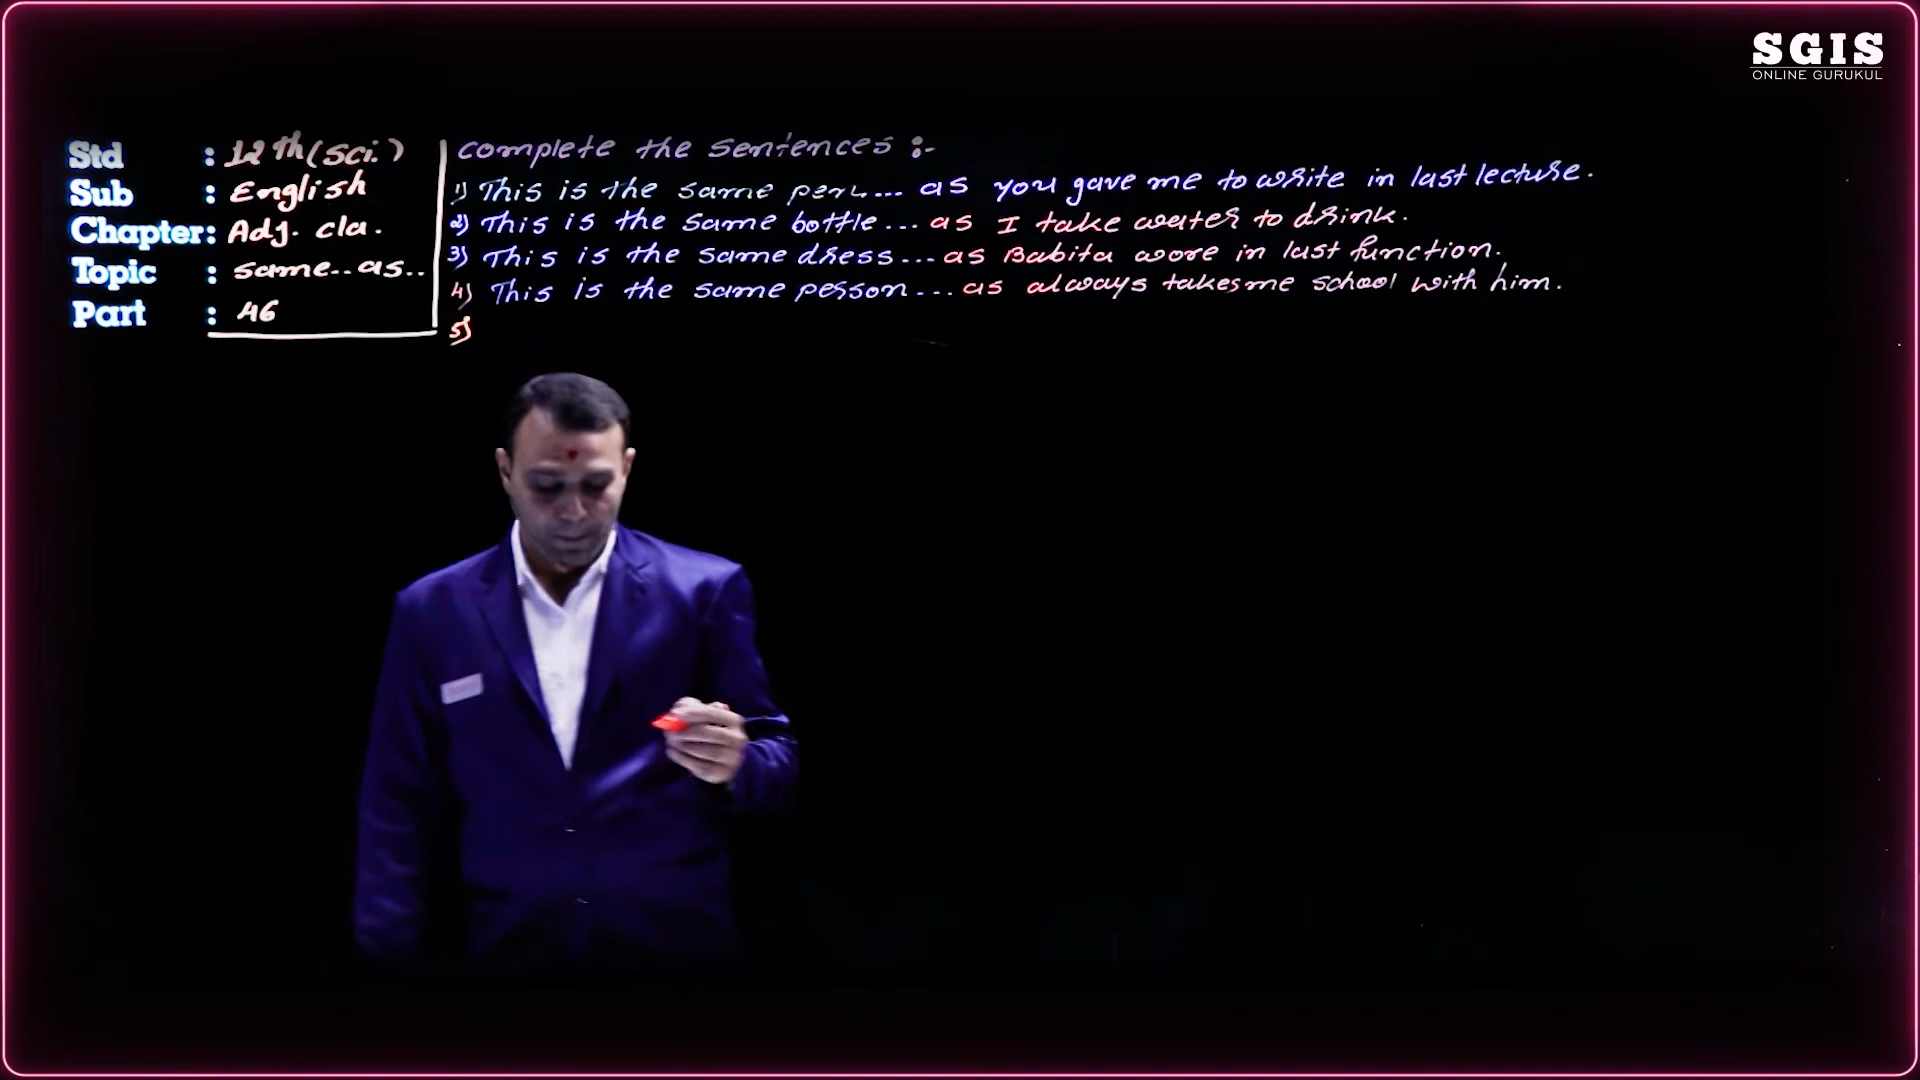 SGIS
ONLINE GURUKUL
Std : 12th (Sci.)
Sub : English
Chapter: Adj. cla.
Topic : same..as..
Part : 46
complete the sentences :-
1) This is the same pen... as you gave me to write in last lecture.
2) This is the same bottle... as I take water to drink.
3) This is the same dress... as Babita wore in last function.
4) This is the same person... as always takes me school with him.
5)